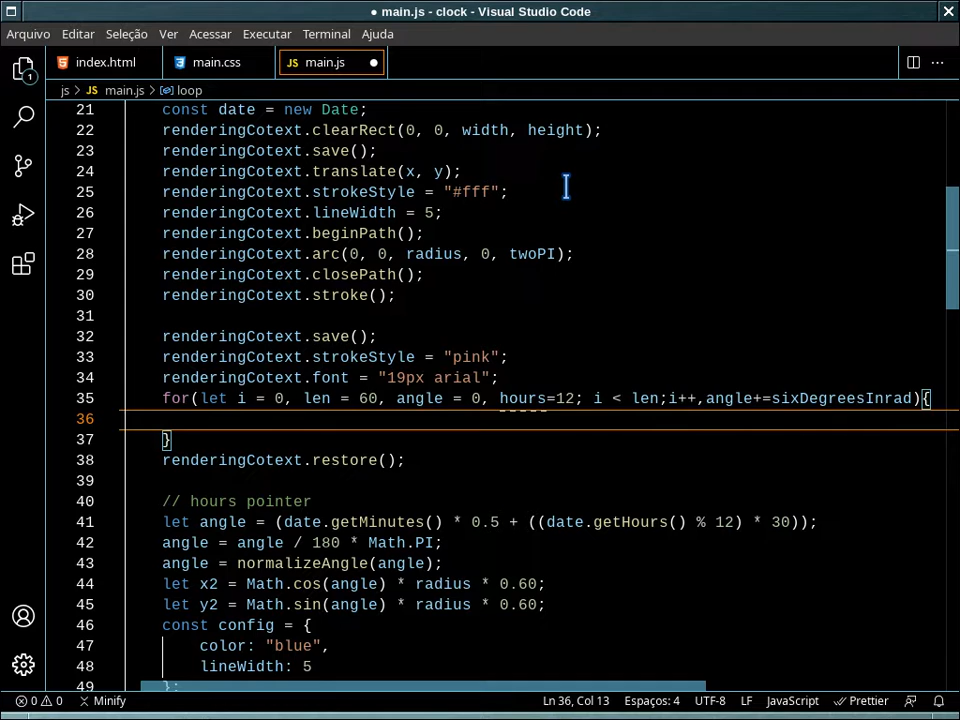 ● main.js - clock - Visual Studio Code
Arquivo Editar Seleção Ver Acessar Executar Terminal Ajuda
index.html main.css JS main.js ●
js > JS main.js > loop
21 const date = new Date;
22 renderingCotext.clearRect(0, 0, width, height);
23 renderingCotext.save();
24 renderingCotext.translate(x, y);
25 renderingCotext.strokeStyle = "#fff";
26 renderingCotext.lineWidth = 5;
27 renderingCotext.beginPath();
28 renderingCotext.arc(0, 0, radius, 0, twoPI);
29 renderingCotext.closePath();
30 renderingCotext.stroke();
31
32 renderingCotext.save();
33 renderingCotext.strokeStyle = "pink";
34 renderingCotext.font = "19px arial";
35 for(let i = 0, len = 60, angle = 0, hours=12; i < len;i++,angle+=sixDegreesInrad){
36
37 }
38 renderingCotext.restore();
39
40 // hours pointer
41 let angle = (date.getMinutes() * 0.5 + ((date.getHours() % 12) * 30));
42 angle = angle / 180 * Math.PI;
43 angle = normalizeAngle(angle);
44 let x2 = Math.cos(angle) * radius * 0.60;
45 let y2 = Math.sin(angle) * radius * 0.60;
46 const config = {
47 color: "blue",
48 lineWidth: 5
49 };
1
0 0 Minify Ln 36, Col 13 Espaços: 4 UTF-8 LF JavaScript Prettier